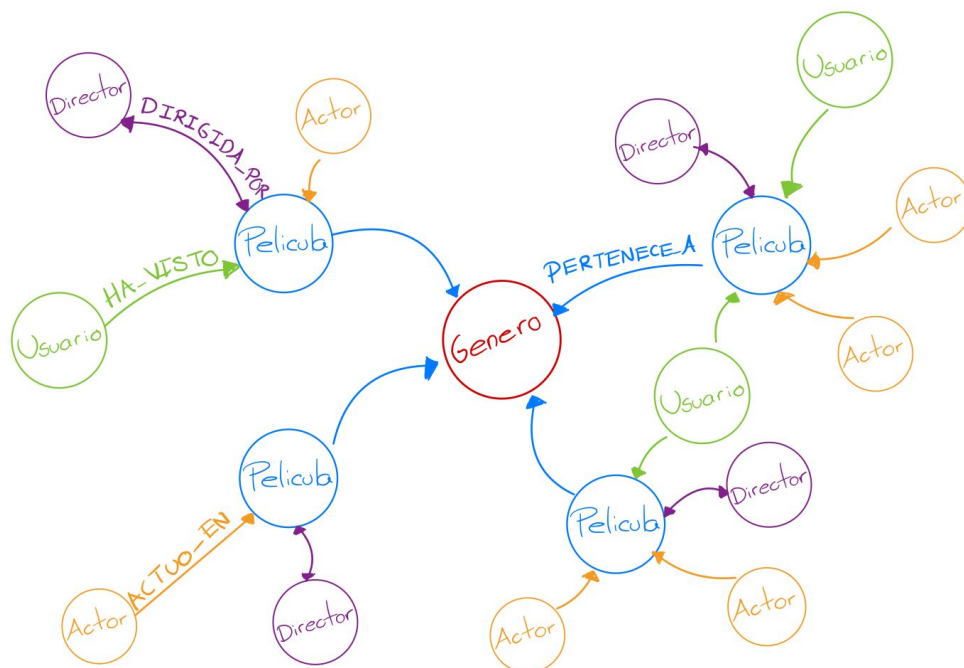 Director
DIRIGIDA_POR
Actor
Usuario
Director
Actor
Pelicula
HA_VISTO
Usuario
Pelicula
PERTENECE_A
Genero
Actor
Usuario
Pelicula
ACTUO_EN
Actor
Director
Pelicula
Director
Actor
Actor